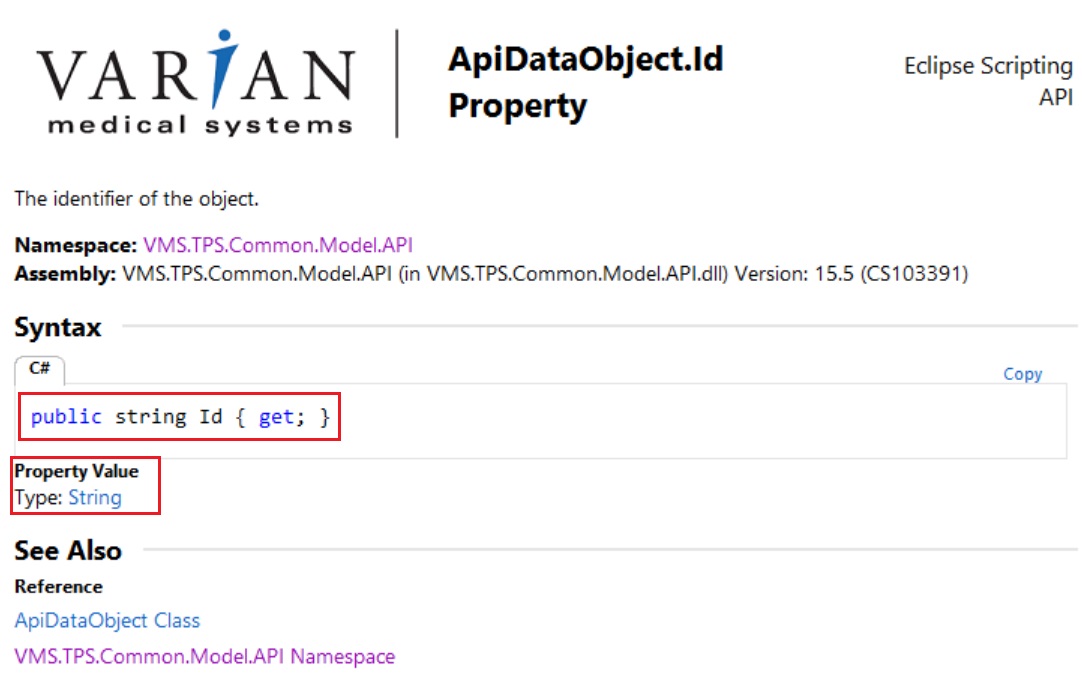 VARIAN
medical systems
ApiDataObject.Id
Property
Eclipse Scripting
API
The identifier of the object.
Namespace: VMS.TPS.Common.Model.API
Assembly: VMS.TPS.Common.Model.API (in VMS.TPS.Common.Model.API.dll) Version: 15.5 (CS103391)
Syntax
C#
Copy
public string Id { get; }
Property Value
Type: String
See Also
Reference
ApiDataObject Class
VMS.TPS.Common.Model.API Namespace